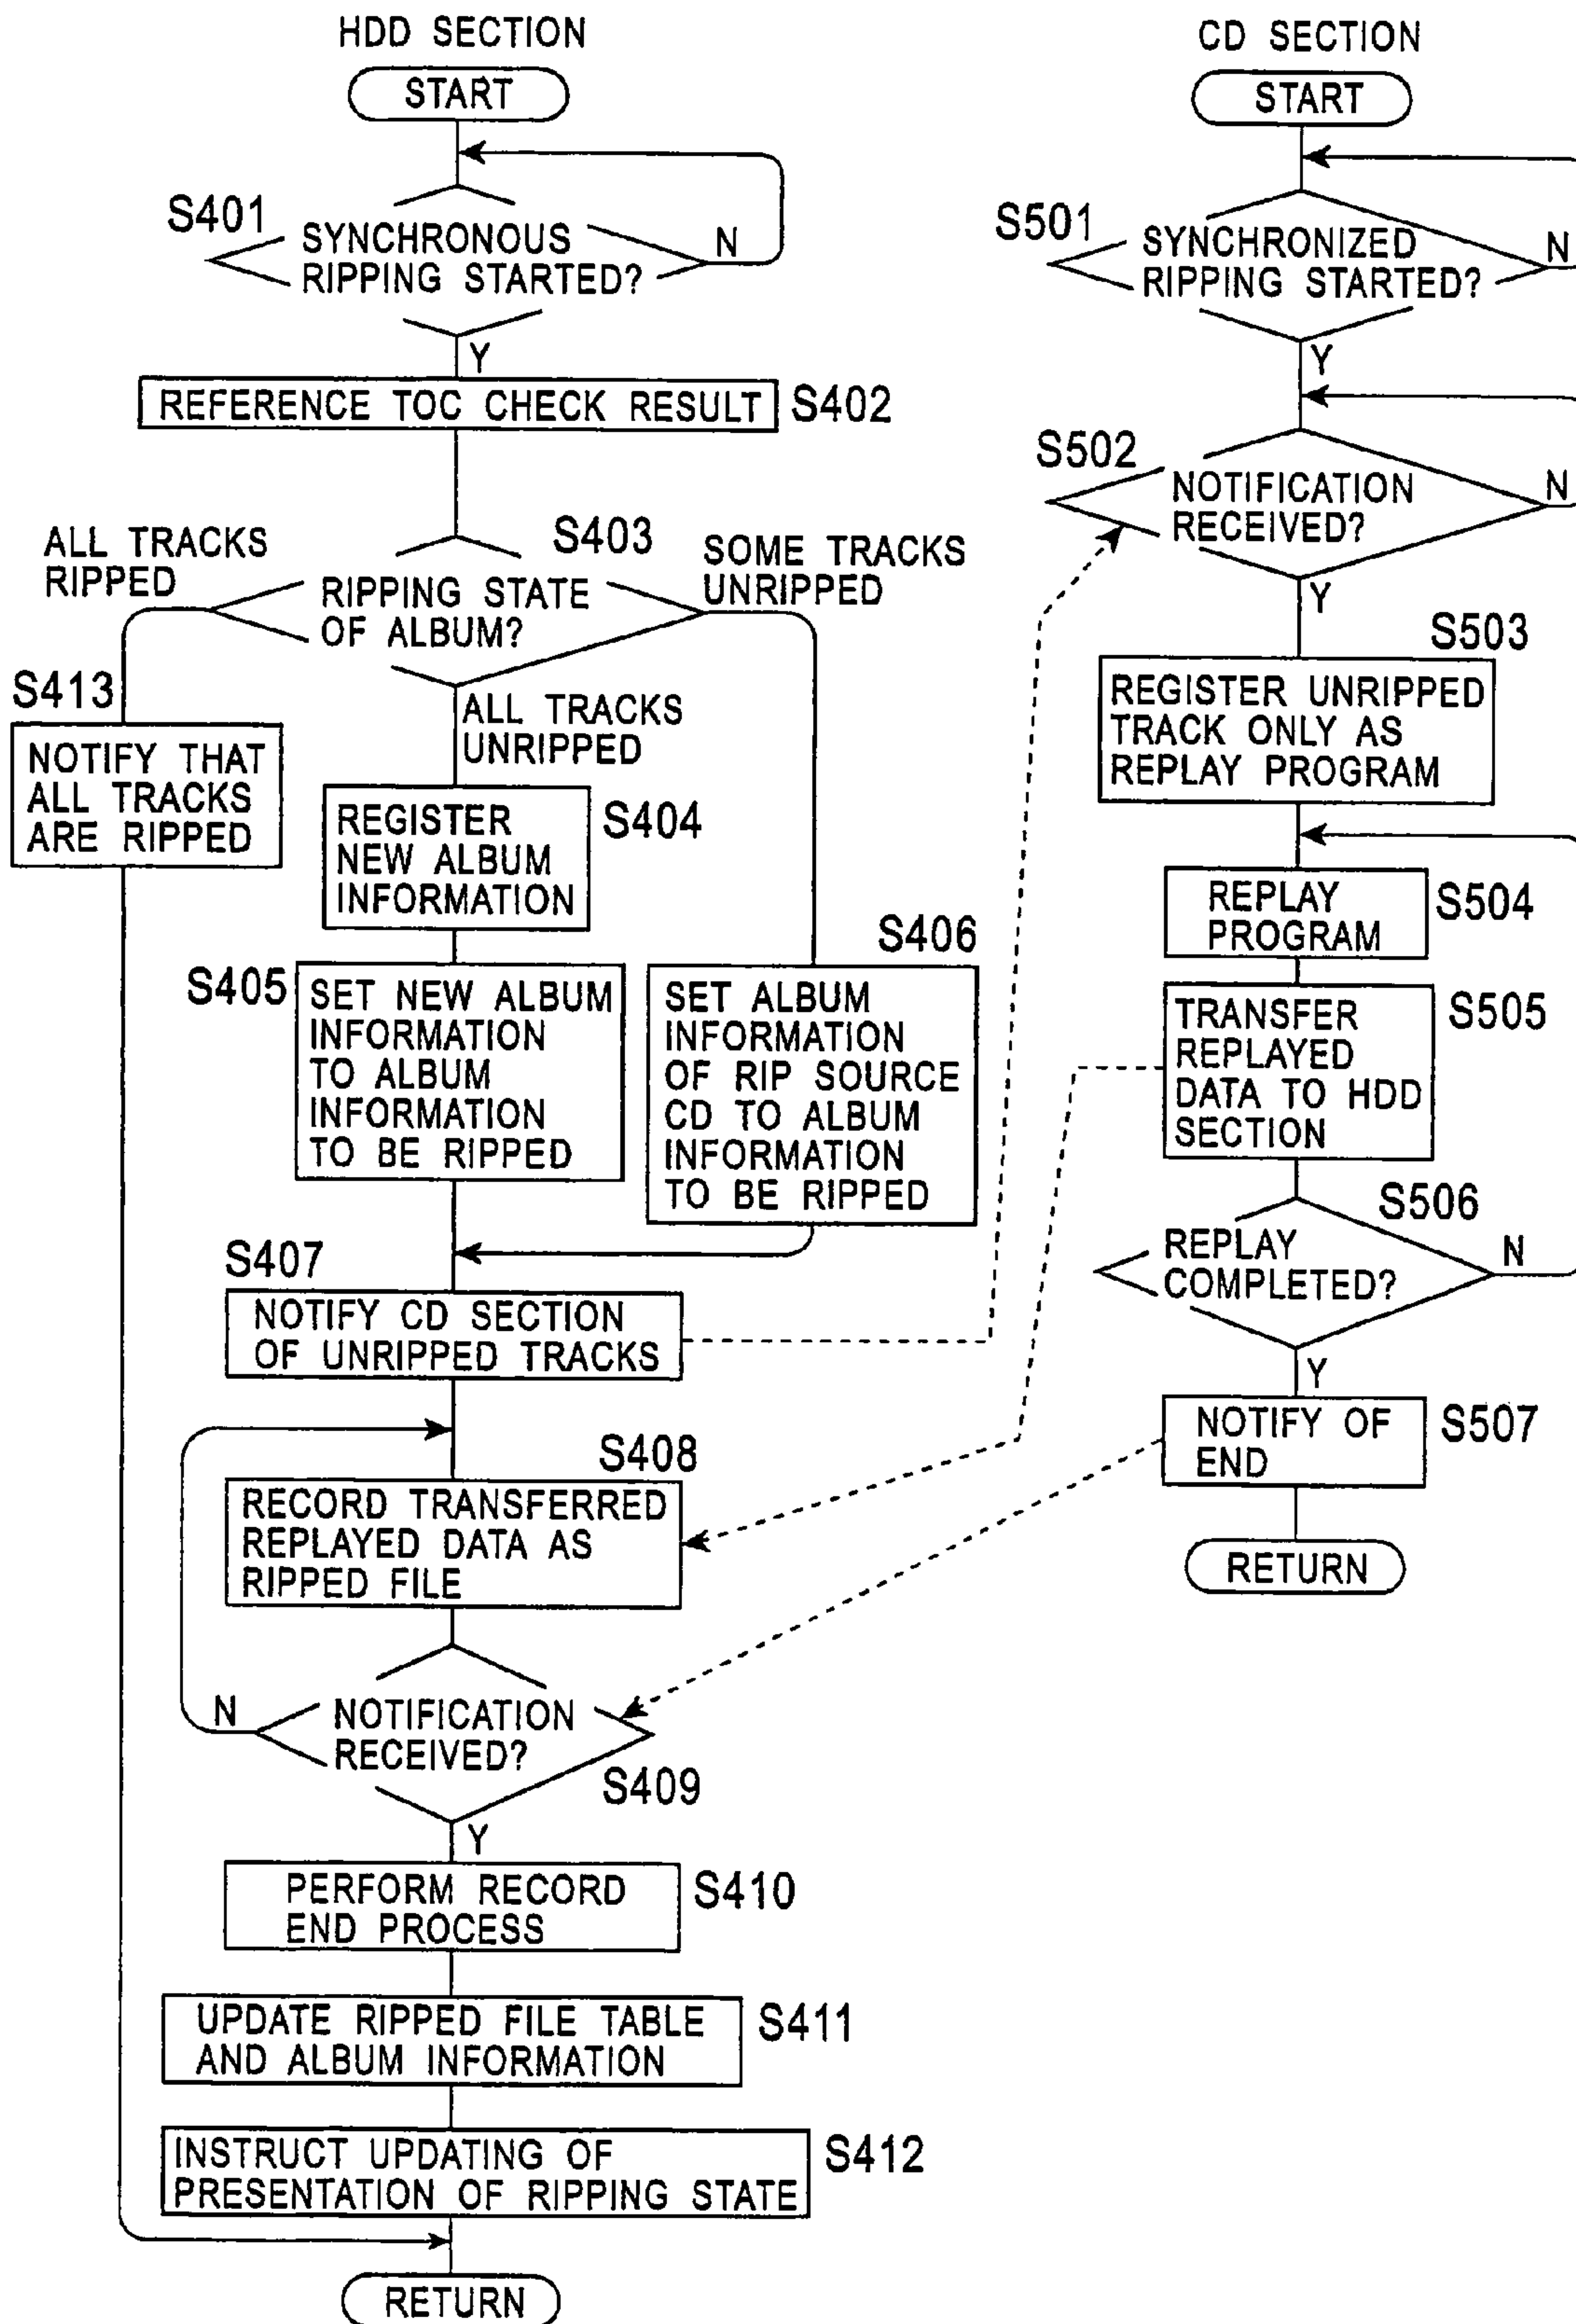 HDD SECTION
START
S401
SYNCHRONOUS
RIPPING STARTED?
N
Y
REFERENCE TOC CHECK RESULT
S402
S403
ALL TRACKS
RIPPED
RIPPING STATE
OF ALBUM?
SOME TRACKS
UNRIPPED
ALL TRACKS
UNRIPPED
S413
NOTIFY THAT
ALL TRACKS
ARE RIPPED
REGISTER
NEW ALBUM
INFORMATION
S404
S405
SET NEW ALBUM
INFORMATION
TO ALBUM
INFORMATION
TO BE RIPPED
S406
SET ALBUM
INFORMATION
OF RIP SOURCE
CD TO ALBUM
INFORMATION
TO BE RIPPED
S407
NOTIFY CD SECTION
OF UNRIPPED TRACKS
S408
RECORD TRANSFERRED
REPLAYED DATA AS
RIPPED FILE
N
NOTIFICATION
RECEIVED?
S409
Y
PERFORM RECORD
END PROCESS
S410
UPDATE RIPPED FILE TABLE
AND ALBUM INFORMATION
S411
INSTRUCT UPDATING OF
PRESENTATION OF RIPPING STATE
S412
RETURN
CD SECTION
START
S501
SYNCHRONIZED
RIPPING STARTED?
N
Y
S502
NOTIFICATION
RECEIVED?
N
Y
S503
REGISTER UNRIPPED
TRACK ONLY AS
REPLAY PROGRAM
REPLAY
PROGRAM
S504
TRANSFER
REPLAYED
DATA TO HDD
SECTION
S505
S506
REPLAY
COMPLETED?
N
Y
NOTIFY OF
END
S507
RETURN